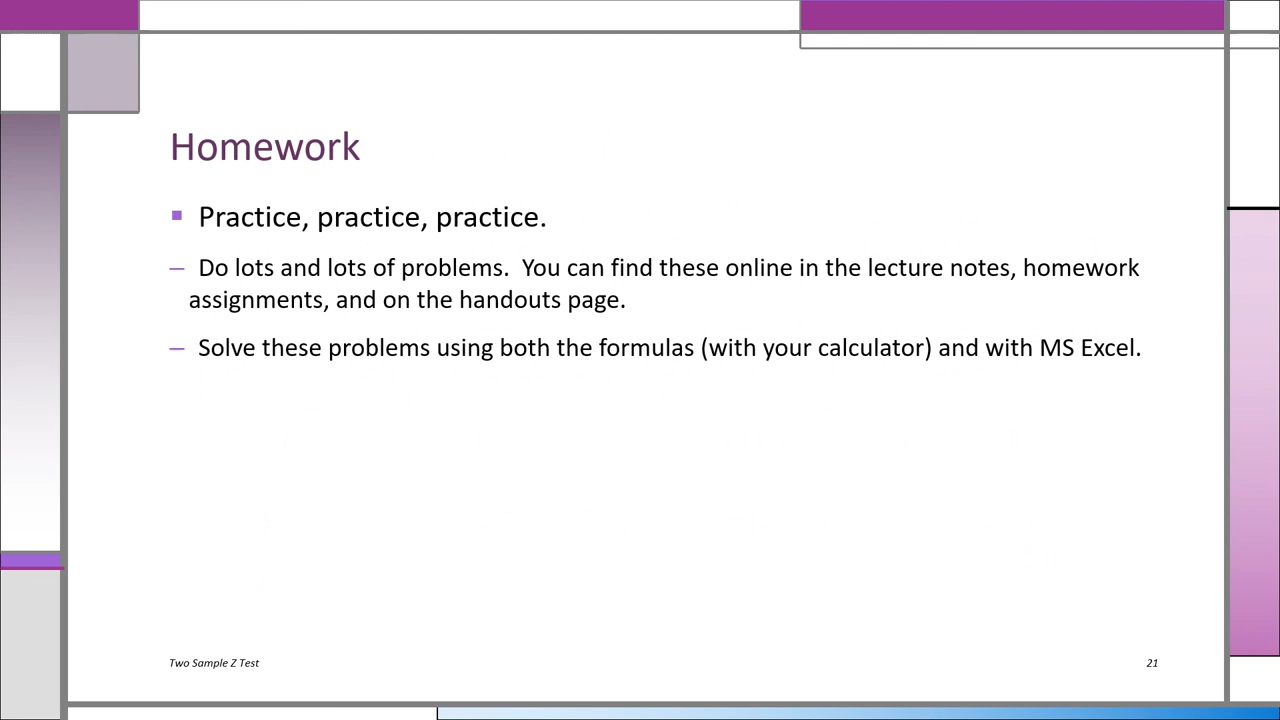 Homework
▪ Practice, practice, practice.
– Do lots and lots of problems.  You can find these online in the lecture notes, homework
assignments, and on the handouts page.
– Solve these problems using both the formulas (with your calculator) and with MS Excel.
Two Sample Z Test
21